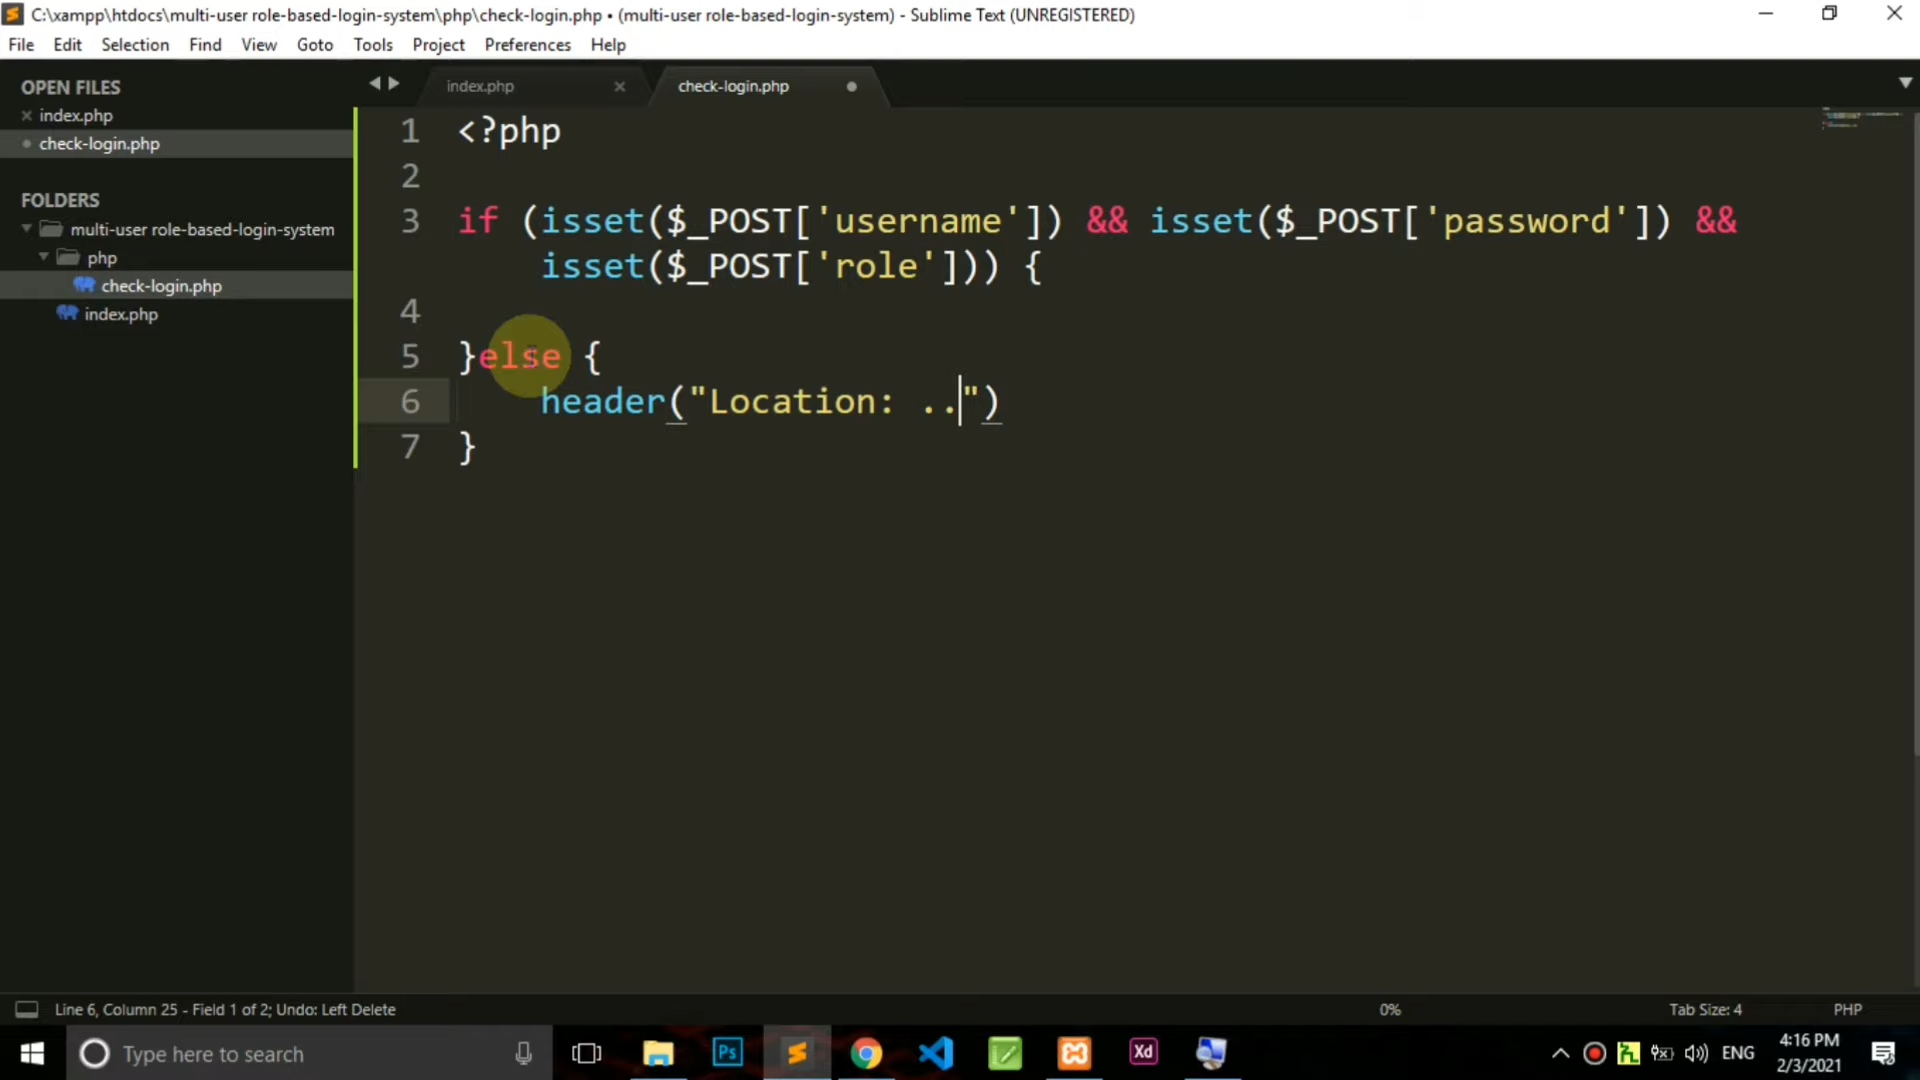 C:\xampp\htdocs\multi-user role-based-login-system\php\check-login.php • (multi-user role-based-login-system) - Sublime Text (UNREGISTERED)
File Edit Selection Find View Goto Tools Project Preferences Help
OPEN FILES
index.php
check-login.php
FOLDERS
multi-user role-based-login-system
php
check-login.php
index.php
index.php
check-login.php
1 <?php
2
3 if (isset($_POST['username']) && isset($_POST['password']) &&
isset($_POST['role'])) {
4
5 }else {
6 header("Location: ..")
7 }
Line 6, Column 25 - Field 1 of 2; Undo: Left Delete
0%
Tab Size: 4
PHP
Type here to search
Ps
Xd
ENG
4:16 PM
2/3/2021